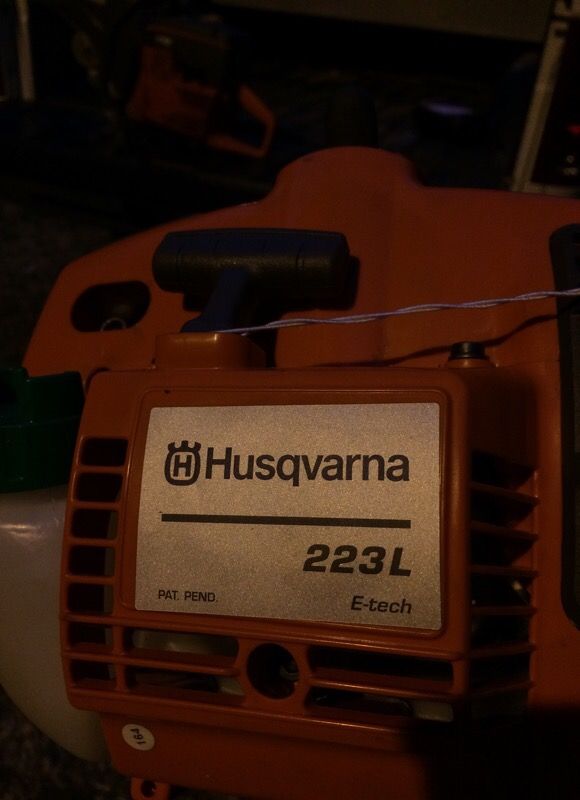 Husqvarna
223L
PAT. PEND.
E-tech
164